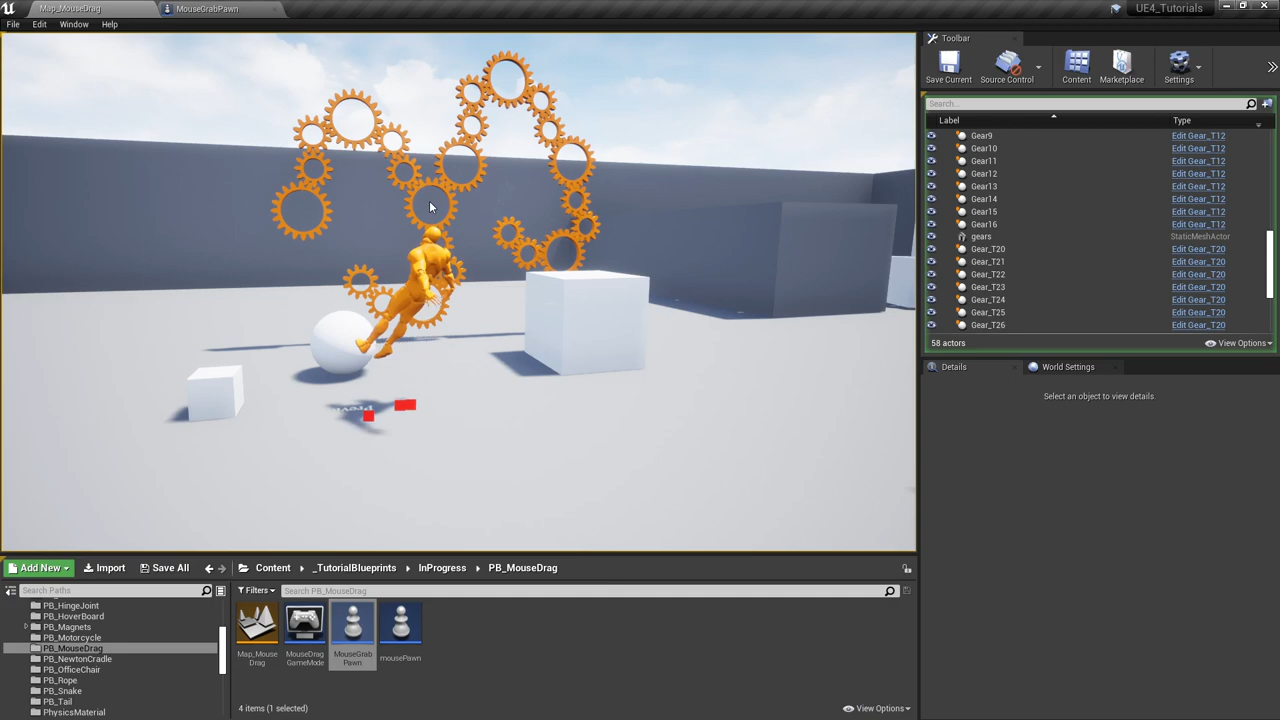 Map_MouseDrag
MouseGrabPawn
UE4_Tutorials
File Edit Window Help
Toolbar
Save Current
Source Control
Content
Marketplace
Settings
Search...
Label Type
Gear9 Edit Gear_T12
Gear10 Edit Gear_T12
Gear11 Edit Gear_T12
Gear12 Edit Gear_T12
Gear13 Edit Gear_T12
Gear14 Edit Gear_T12
Gear15 Edit Gear_T12
Gear16 Edit Gear_T12
gears StaticMeshActor
Gear_T20 Edit Gear_T20
Gear_T21 Edit Gear_T20
Gear_T22 Edit Gear_T20
Gear_T23 Edit Gear_T20
Gear_T24 Edit Gear_T20
Gear_T25 Edit Gear_T20
Gear_T26 Edit Gear_T20
58 actors View Options
Details World Settings
Select an object to view details.
Add New Import Save All Content _TutorialBlueprints InProgress PB_MouseDrag
Search Paths
Filters Search PB_MouseDrag
PB_HingeJoint
PB_HoverBoard
PB_Magnets
PB_Motorcycle
PB_MouseDrag
PB_NewtonCradle
PB_OfficeChair
PB_Rope
PB_Snake
PB_Tail
PhysicsMaterial
Map_Mouse
Drag
MouseDrag
GameMode
MouseGrab
Pawn
mousePawn
4 items (1 selected) View Options